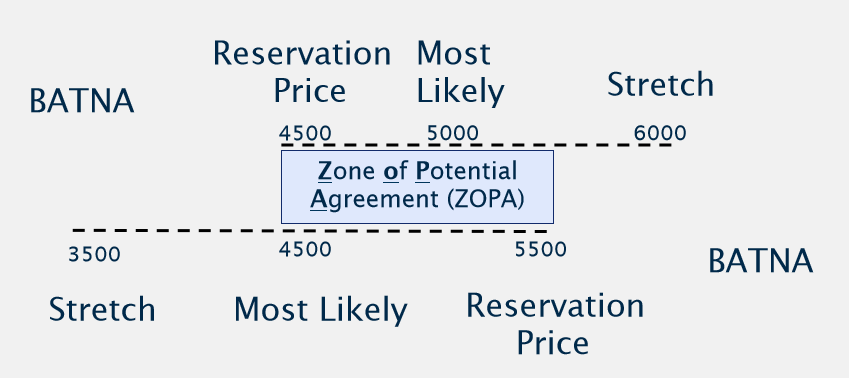 Reservation Price
Most Likely
Stretch
BATNA
4500
5000
6000
Zone of Potential
Agreement (ZOPA)
3500
4500
5500
BATNA
Stretch
Most Likely
Reservation
Price